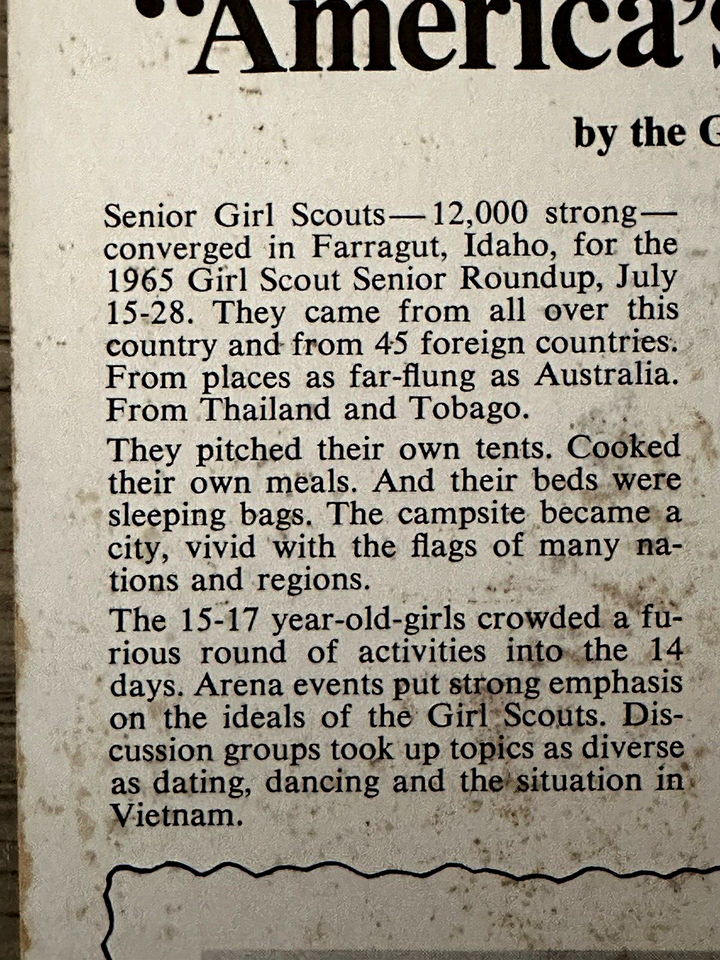 "America's
by the G
Senior Girl Scouts—12,000 strong—
converged in Farragut, Idaho, for the
1965 Girl Scout Senior Roundup, July
15-28. They came from all over this
country and from 45 foreign countries.
From places as far-flung as Australia.
From Thailand and Tobago.
They pitched their own tents. Cooked
their own meals. And their beds were
sleeping bags. The campsite became a
city, vivid with the flags of many na-
tions and regions.
The 15-17 year-old-girls crowded a fu-
rious round of activities into the 14
days. Arena events put strong emphasis
on the ideals of the Girl Scouts. Dis-
cussion groups took up topics as diverse
as dating, dancing and the situation in
Vietnam.